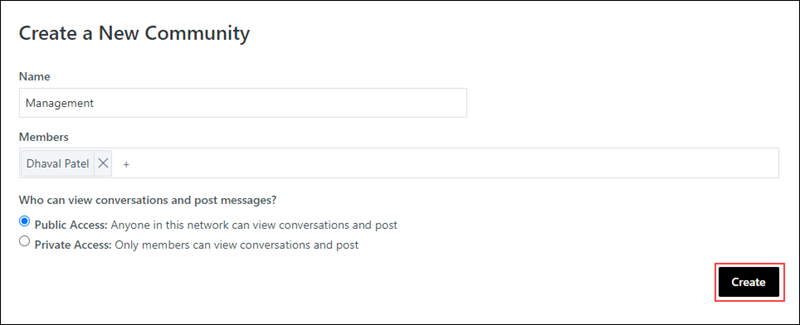 Create a New Community
Name
Management
Members
Dhaval Patel
+
Who can view conversations and post messages?
Public Access: Anyone in this network can view conversations and post
Private Access: Only members can view conversations and post
Create